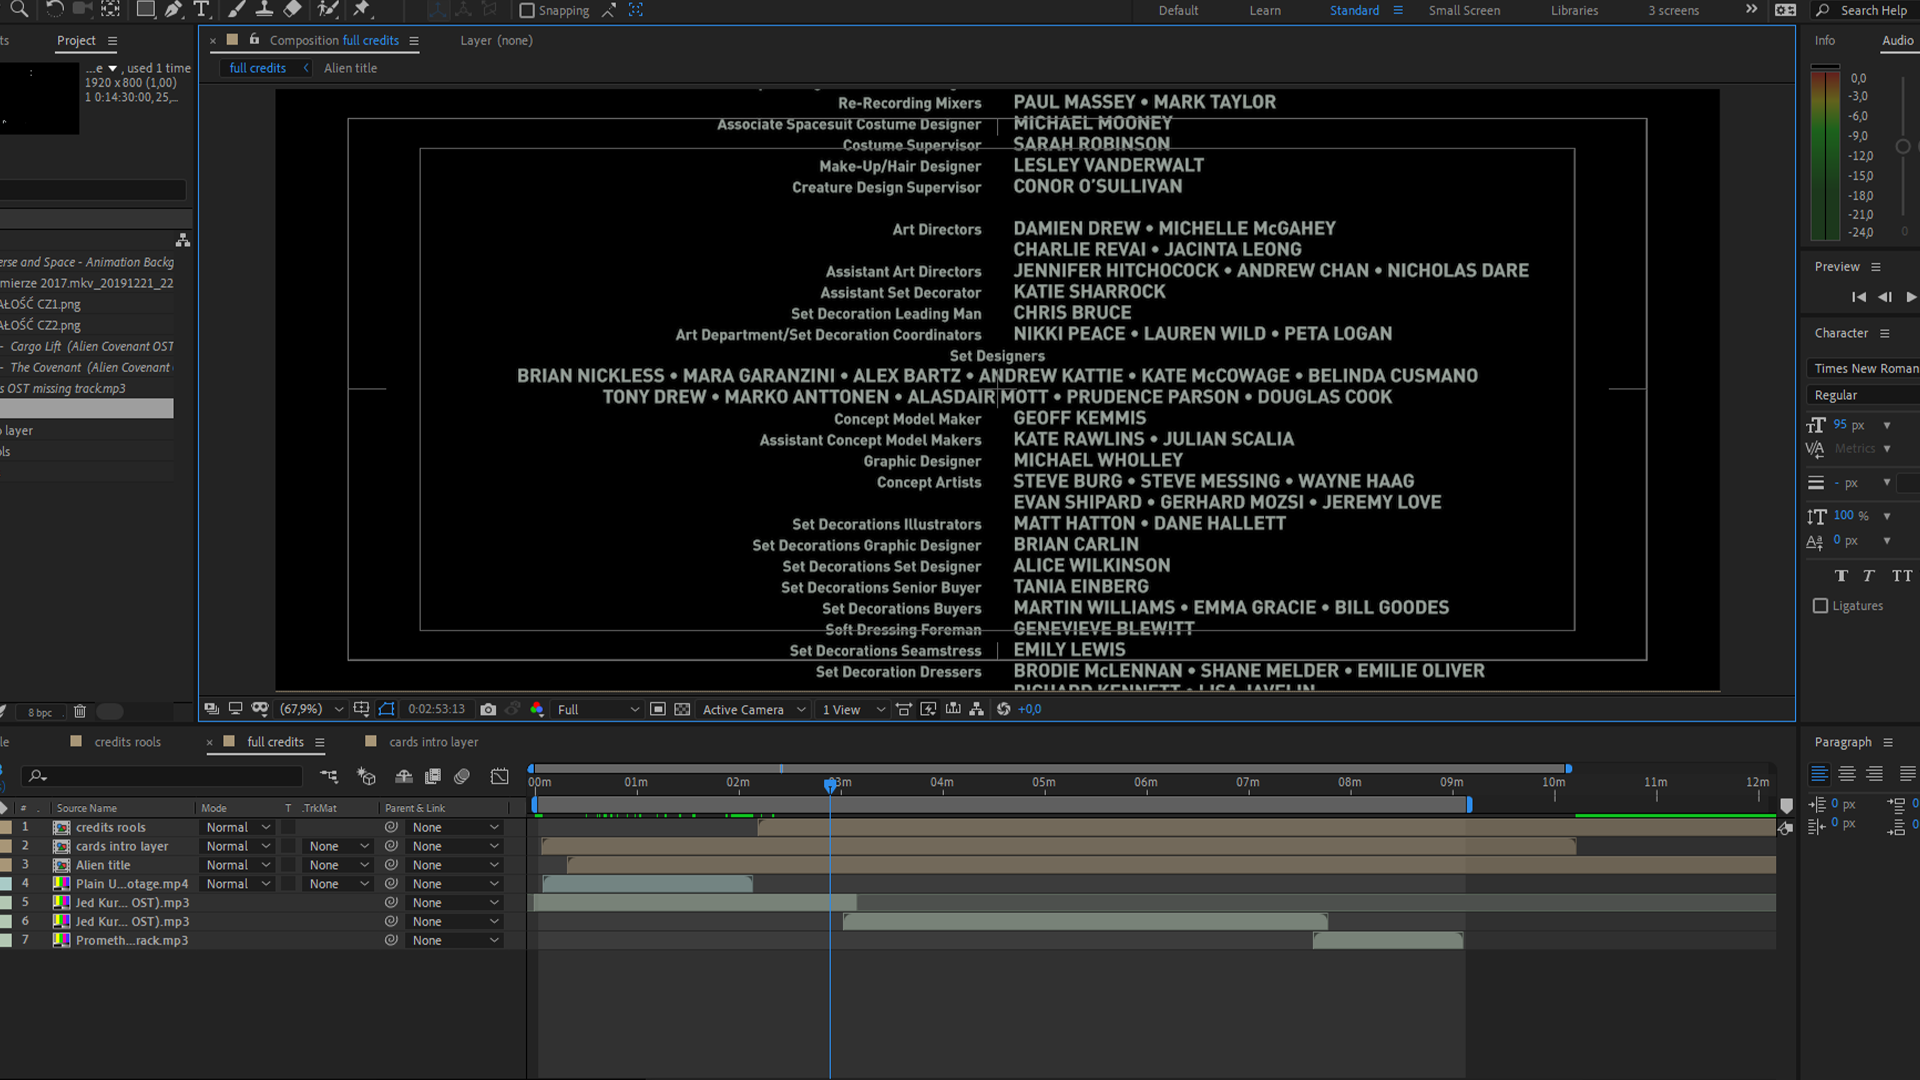 Snapping
Default
Learn
Standard
Small Screen
Libraries
3 screens
Search Help
ts
Project
Composition full credits
Layer (none)
Info
Audio
full credits
Alien title
...e , used 1 time
1920 x 800 (1,00)
1 0:14:30:00, 25,...
Re-Recording Mixers PAUL MASSEY • MARK TAYLOR
Associate Spacesuit Costume Designer MICHAEL MOONEY
Costume Supervisor SARAH ROBINSON
Make-Up/Hair Designer LESLEY VANDERWALT
Creature Design Supervisor CONOR O'SULLIVAN
Art Directors DAMIEN DREW • MICHELLE McGAHEY
CHARLIE REVAI • JACINTA LEONG
Assistant Art Directors JENNIFER HITCHOCOCK • ANDREW CHAN • NICHOLAS DARE
Assistant Set Decorator KATIE SHARROCK
Set Decoration Leading Man CHRIS BRUCE
Art Department/Set Decoration Coordinators NIKKI PEACE • LAUREN WILD • PETA LOGAN
Set Designers
BRIAN NICKLESS • MARA GARANZINI • ALEX BARTZ • ANDREW KATTIE • KATE McCOWAGE • BELINDA CUSMANO
TONY DREW • MARKO ANTTONEN • ALASDAIR MOTT • PRUDENCE PARSON • DOUGLAS COOK
Concept Model Maker GEOFF KEMMIS
Assistant Concept Model Makers KATE RAWLINS • JULIAN SCALIA
Graphic Designer MICHAEL WHOLLEY
Concept Artists STEVE BURG • STEVE MESSING • WAYNE HAAG
EVAN SHIPARD • GERHARD MOZSI • JEREMY LOVE
Set Decorations Illustrators MATT HATTON • DANE HALLETT
Set Decorations Graphic Designer BRIAN CARLIN
Set Decorations Set Designer ALICE WILKINSON
Set Decorations Senior Buyer TANIA EINBERG
Set Decorations Buyers MARTIN WILLIAMS • EMMA GRACIE • BILL GOODES
Soft Dressing Foreman GENEVIEVE BLEWITT
Set Decorations Seamstress EMILY LEWIS
Set Decoration Dressers BRODIE McLENNAN • SHANE MELDER • EMILIE OLIVER
RICHARD KENNETT • LISA JAVELIN
erse and Space - Animation Backg
mierze 2017.mkv_20191221_22
AŁOŚĆ CZ1.png
AŁOŚĆ CZ2.png
- Cargo Lift (Alien Covenant OST
- The Covenant (Alien Covenant
s OST missing track.mp3
o layer
ols
8 bpc
0,0
-3,0
-6,0
-9,0
-12,0
-15,0
-18,0
-21,0
-24,0
0
Preview
Character
Times New Roman
Regular
95 px
Metrics
- px
100 %
0 px
T T TT
Ligatures
(67,9%)
0:02:53:13
Full
Active Camera
1 View
+0,0
le
credits rools
full credits
cards intro layer
Paragraph
0 px
0 px
00m 01m 02m 03m 04m 05m 06m 07m 08m 09m 10m 11m 12m
# Source Name Mode T .TrkMat Parent & Link
1 credits rools Normal None
2 cards intro layer Normal None None
3 Alien title Normal None None
4 Plain U...otage.mp4 Normal None None
5 Jed Kur... OST).mp3 None
6 Jed Kur... OST).mp3 None
7 Prometh...rack.mp3 None